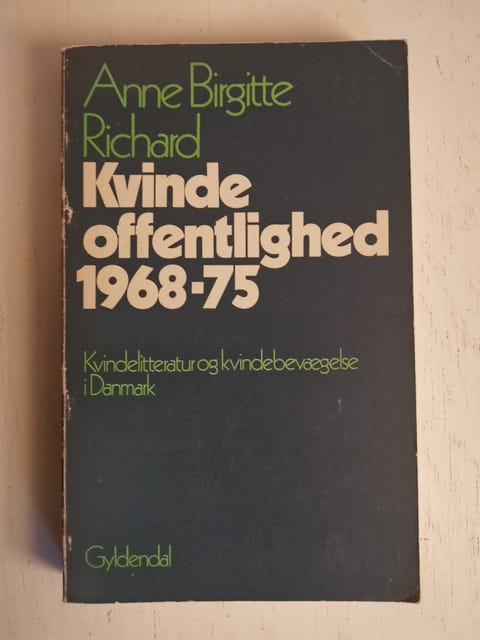 Anne Birgitte
Richard
Kvinde
offentlighed
1968-75
Kvindelitteratur og kvindebevægelse
i Danmark
Gyldendal